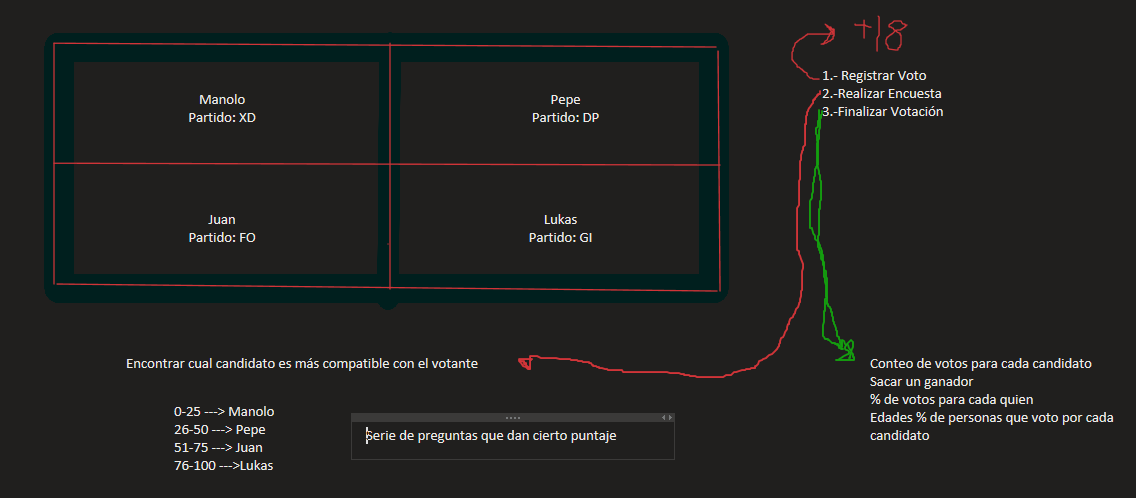 +18
1.- Registrar Voto
2.-Realizar Encuesta
3.-Finalizar Votación
Manolo
Partido: XD
Pepe
Partido: DP
Juan
Partido: FO
Lukas
Partido: GI
Encontrar cual candidato es más compatible con el votante
0-25 ---> Manolo
26-50 ---> Pepe
51-75 ---> Juan
76-100 --->Lukas
Serie de preguntas que dan cierto puntaje
Conteo de votos para cada candidato
Sacar un ganador
% de votos para cada quien
Edades % de personas que voto por cada
candidato